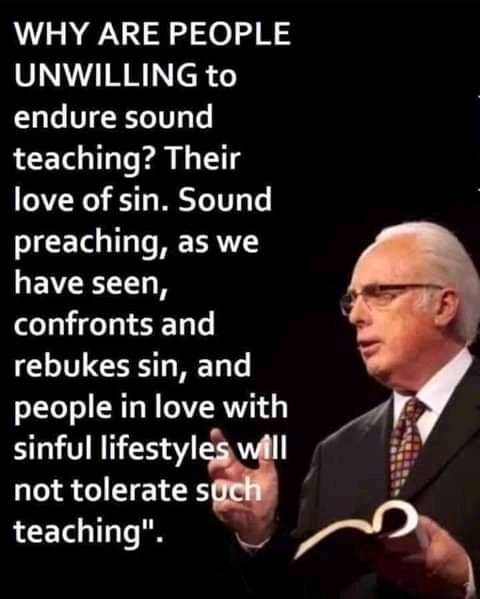 WHY ARE PEOPLE
UNWILLING to
endure sound
teaching? Their
love of sin. Sound
preaching, as we
have seen,
confronts and
rebukes sin, and
people in love with
sinful lifestyles will
not tolerate such
teaching".